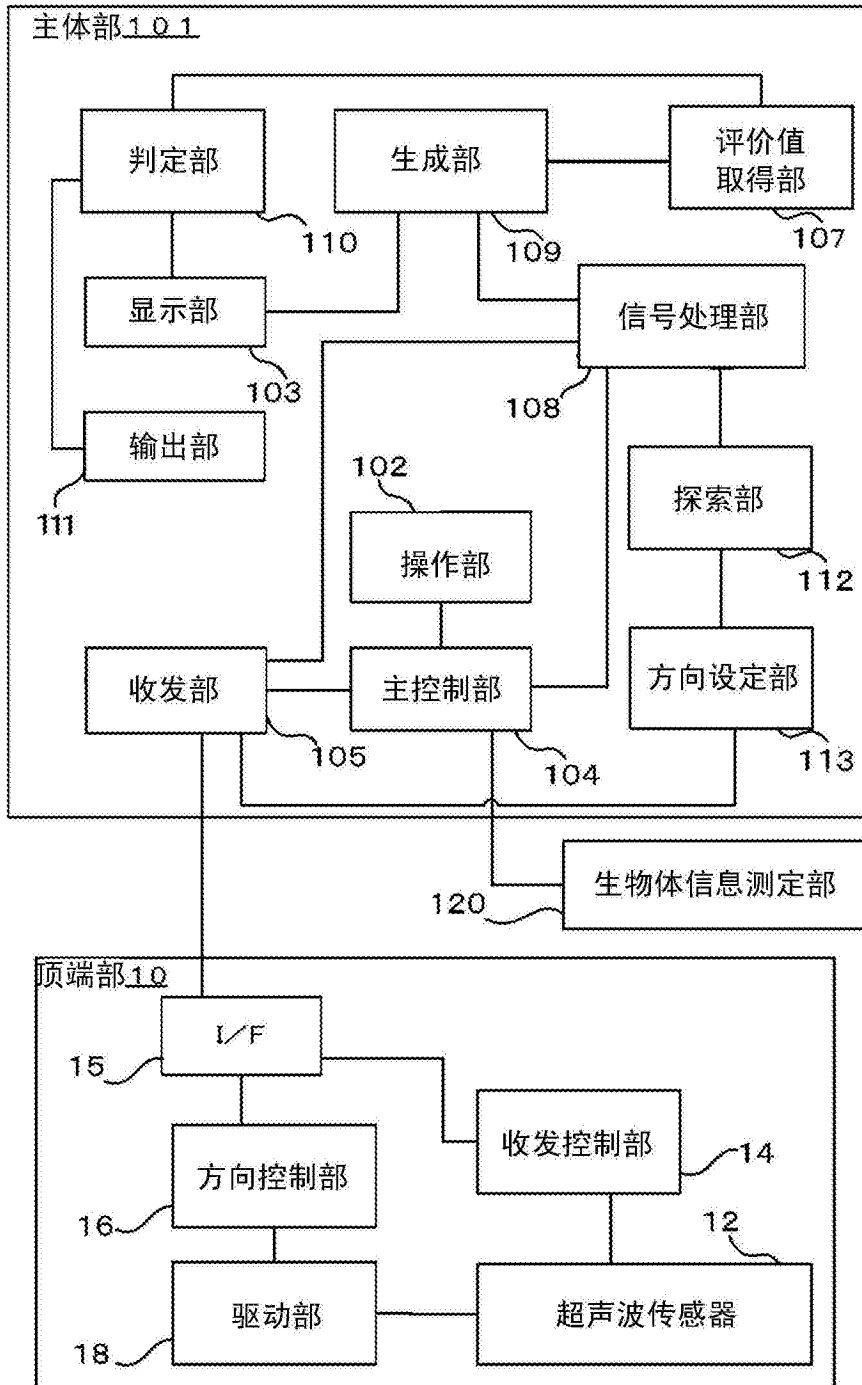 主体部101
判定部
110
生成部
109
评价值
取得部
107
显示部
103
信号处理部
108
输出部
111
102
操作部
探索部
112
收发部
105
主控制部
104
方向设定部
113
生物体信息测定部
120
顶端部10
I/F
15
收发控制部
14
方向控制部
16
12
驱动部
18
超声波传感器